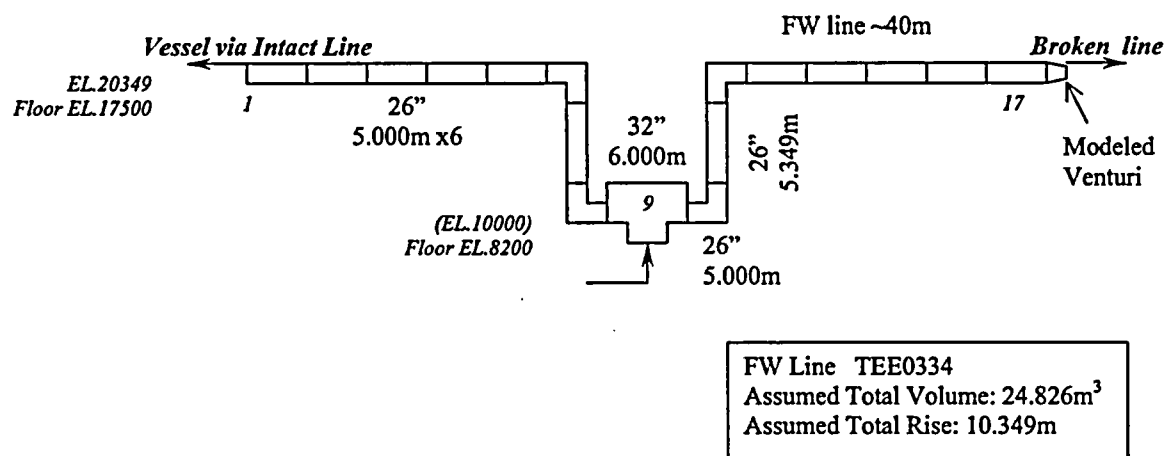 FW line ~40m
Vessel via Intact Line
Broken line
EL.20349
Floor EL.17500
1
26”
5.000m x6
32”
6.000m
26”
5.349m
17
Modeled
Venturi
9
(EL.10000)
Floor EL.8200
26”
5.000m
FW Line TEE0334
Assumed Total Volume: 24.826m³
Assumed Total Rise: 10.349m